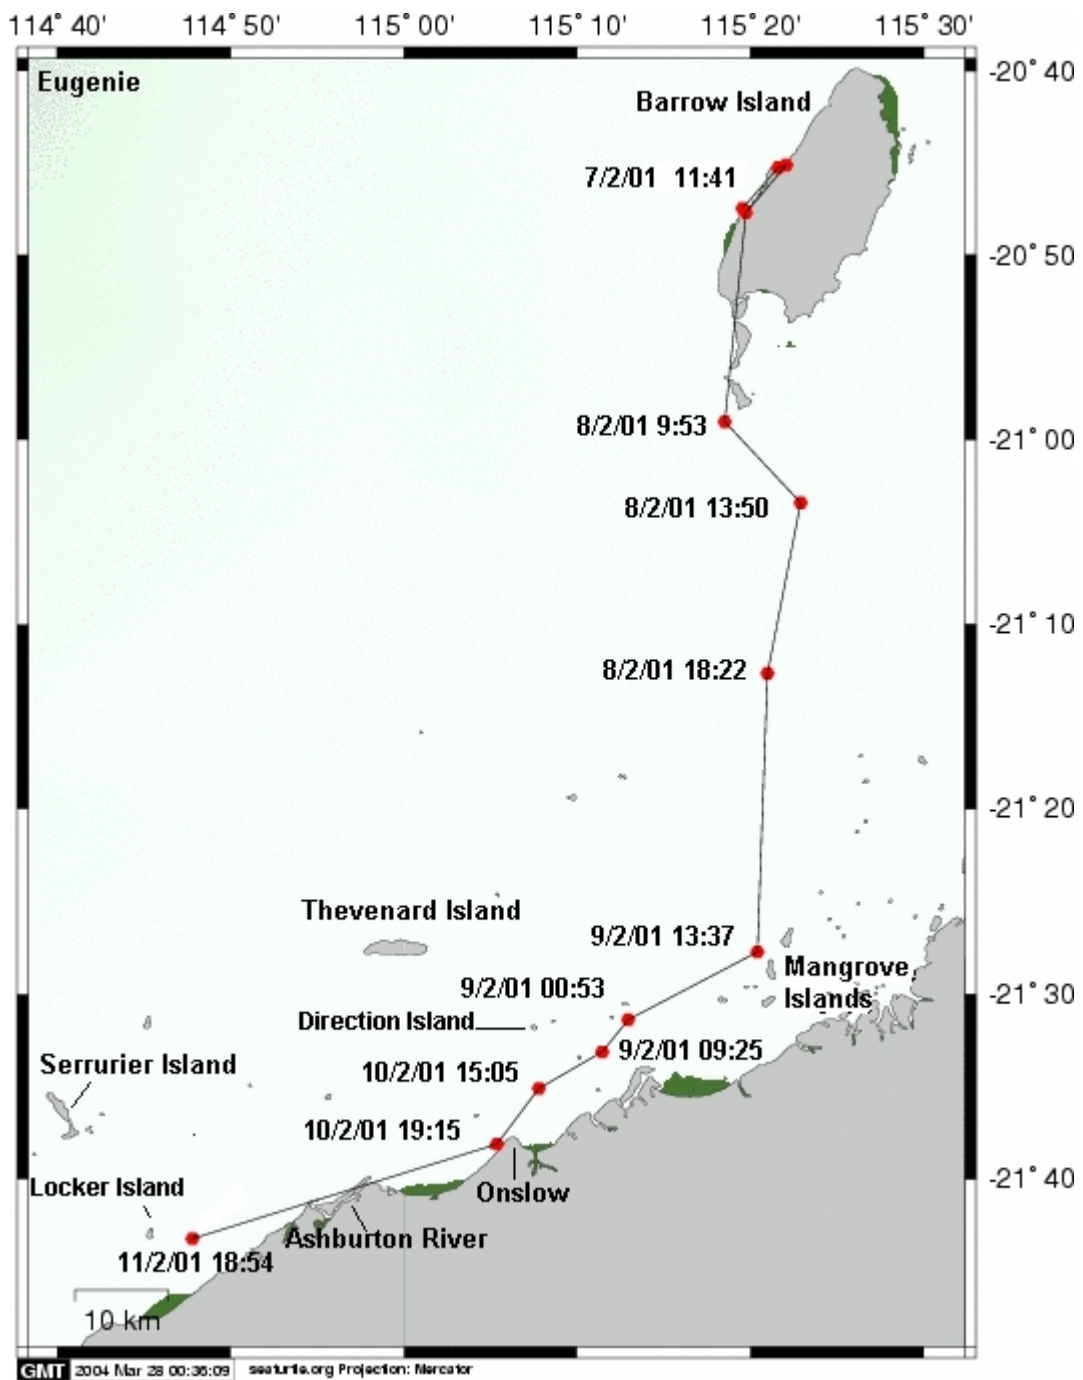 114° 40' 114° 50' 115° 00' 115° 10' 115° 20' 115° 30'
Eugenie
-20° 40'
Barrow Island
7/2/01 11:41
-20° 50'
8/2/01 9:53
-21° 00'
8/2/01 13:50
-21° 10'
8/2/01 18:22
-21° 20'
Thevenard Island
9/2/01 13:37
Mangrove
Islands
9/2/01 00:53
-21° 30'
Direction Island
9/2/01 09:25
Serrurier Island
10/2/01 15:05
10/2/01 19:15
-21° 40'
Locker Island
Onslow
Ashburton River
11/2/01 18:54
10 km
GMT 2004 Mar 28 00:36:09 seaturtle.org Projection: Mercator